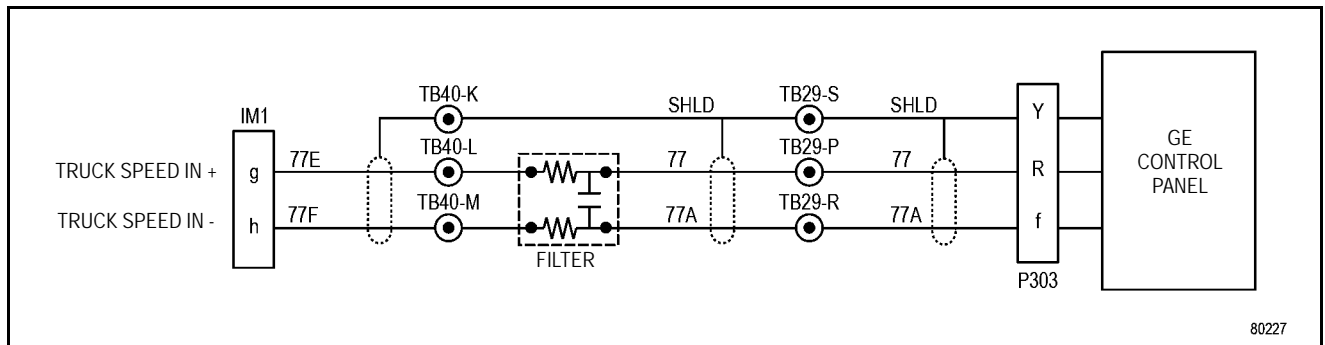 TB40-K
SHLD
TB29-S
SHLD
IM1
Y
TB40-L
TB29-P
TRUCK SPEED IN +
g
77E
77
77
R
GE
CONTROL
PANEL
TB40-M
TB29-R
TRUCK SPEED IN -
h
77F
77A
77A
f
FILTER
P303
80227